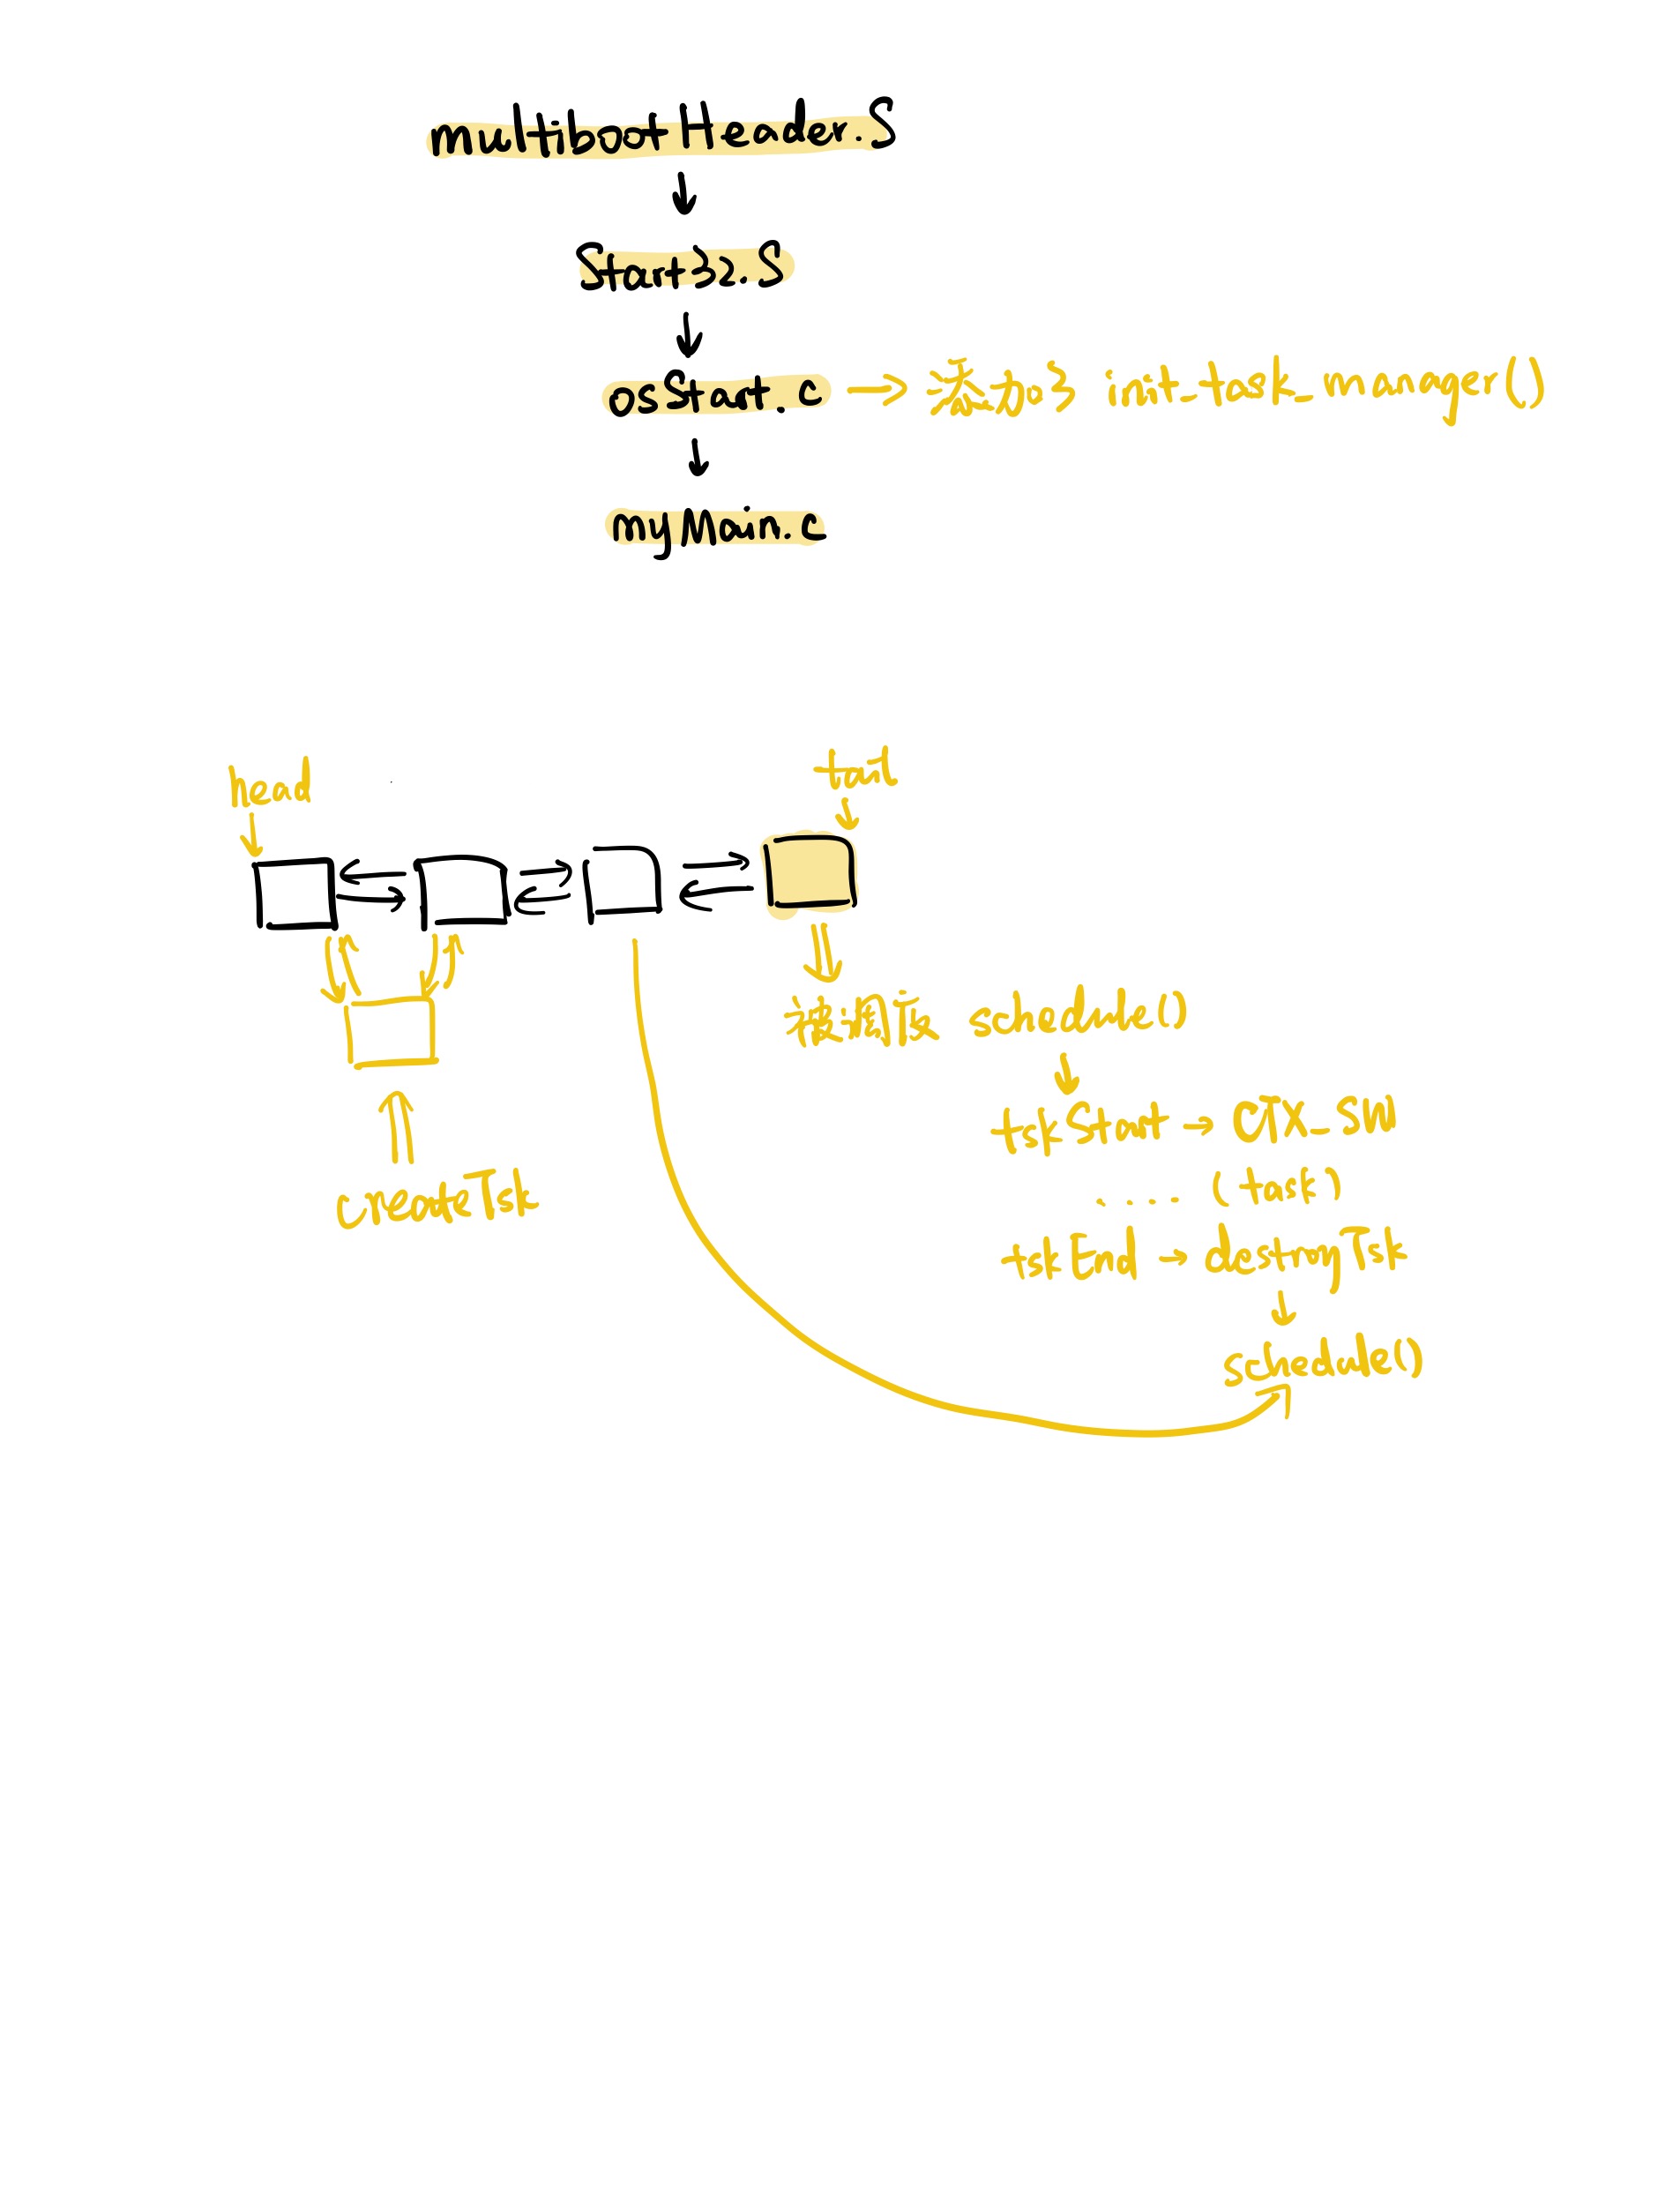 multibootHeader.S
Start32.S
osStart.c → 添加了 init_task_manager()
myMain.c
head
tail
被调度 schedule()
tskStart → CTX_SW
.... (task)
createTsk
tskEnd → destroyTsk
schedule()